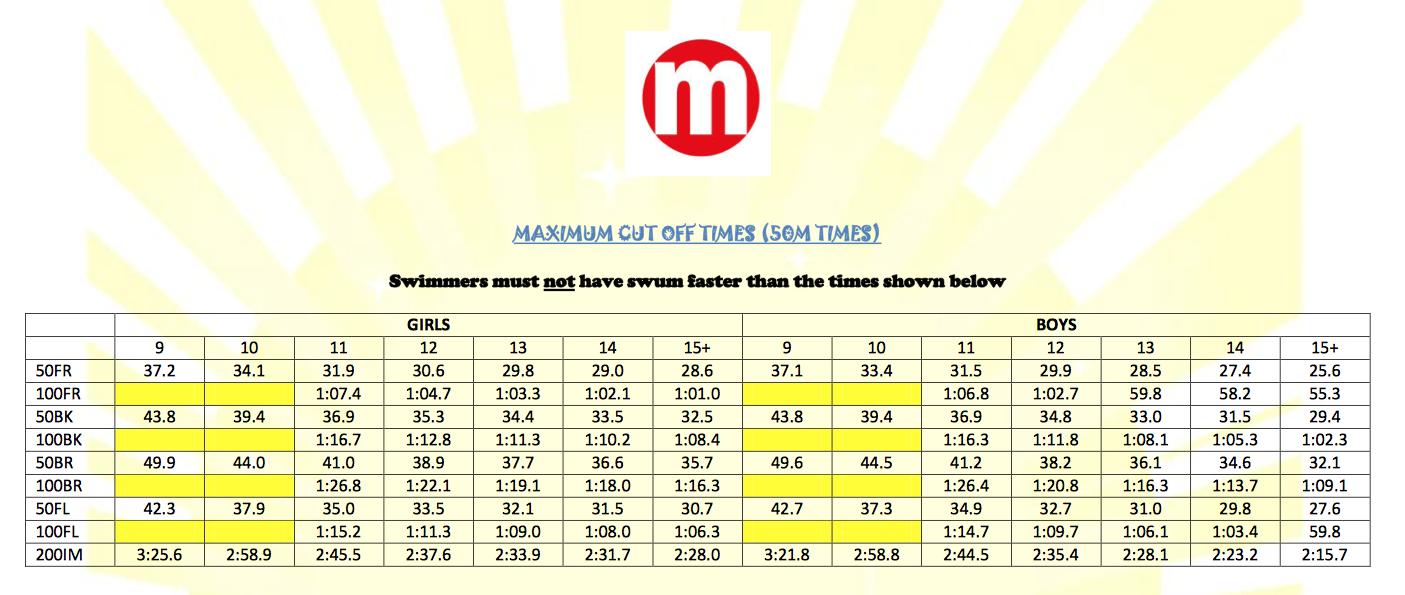 m
MAXIMUM CUT OFF TIMES (50M TIMES)
Swimmers must not have swum faster than the times shown below
GIRLS BOYS
9 10 11 12 13 14 15+ 9 10 11 12 13 14 15+
50FR 37.2 34.1 31.9 30.6 29.8 29.0 28.6 37.1 33.4 31.5 29.9 28.5 27.4 25.6
100FR 1:07.4 1:04.7 1:03.3 1:02.1 1:01.0 1:06.8 1:02.7 59.8 58.2 55.3
50BK 43.8 39.4 36.9 35.3 34.4 33.5 32.5 43.8 39.4 36.9 34.8 33.0 31.5 29.4
100BK 1:16.7 1:12.8 1:11.3 1:10.2 1:08.4 1:16.3 1:11.8 1:08.1 1:05.3 1:02.3
50BR 49.9 44.0 41.0 38.9 37.7 36.6 35.7 49.6 44.5 41.2 38.2 36.1 34.6 32.1
100BR 1:26.8 1:22.1 1:19.1 1:18.0 1:16.3 1:26.4 1:20.8 1:16.3 1:13.7 1:09.1
50FL 42.3 37.9 35.0 33.5 32.1 31.5 30.7 42.7 37.3 34.9 32.7 31.0 29.8 27.6
100FL 1:15.2 1:11.3 1:09.0 1:08.0 1:06.3 1:14.7 1:09.7 1:06.1 1:03.4 59.8
200IM 3:25.6 2:58.9 2:45.5 2:37.6 2:33.9 2:31.7 2:28.0 3:21.8 2:58.8 2:44.5 2:35.4 2:28.1 2:23.2 2:15.7